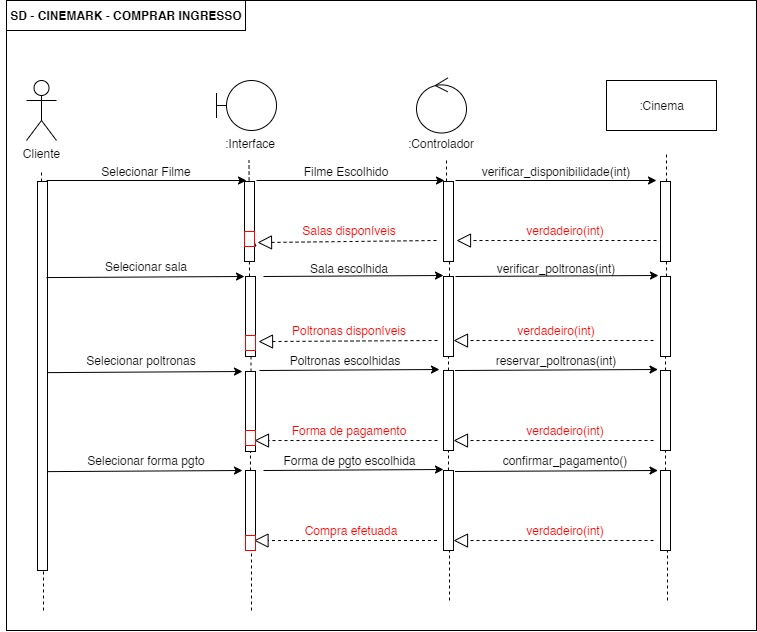 SD - CINEMARK - COMPRAR INGRESSO
Cliente
:Interface
:Controlador
:Cinema
Selecionar Filme
Filme Escolhido
verificar_disponibilidade(int)
Salas disponíveis
verdadeiro(int)
Selecionar sala
Sala escolhida
verificar_poltronas(int)
Poltronas disponíveis
verdadeiro(int)
Selecionar poltronas
Poltronas escolhidas
reservar_poltronas(int)
Forma de pagamento
verdadeiro(int)
Selecionar forma pgto
Forma de pgto escolhida
confirmar_pagamento()
Compra efetuada
verdadeiro(int)